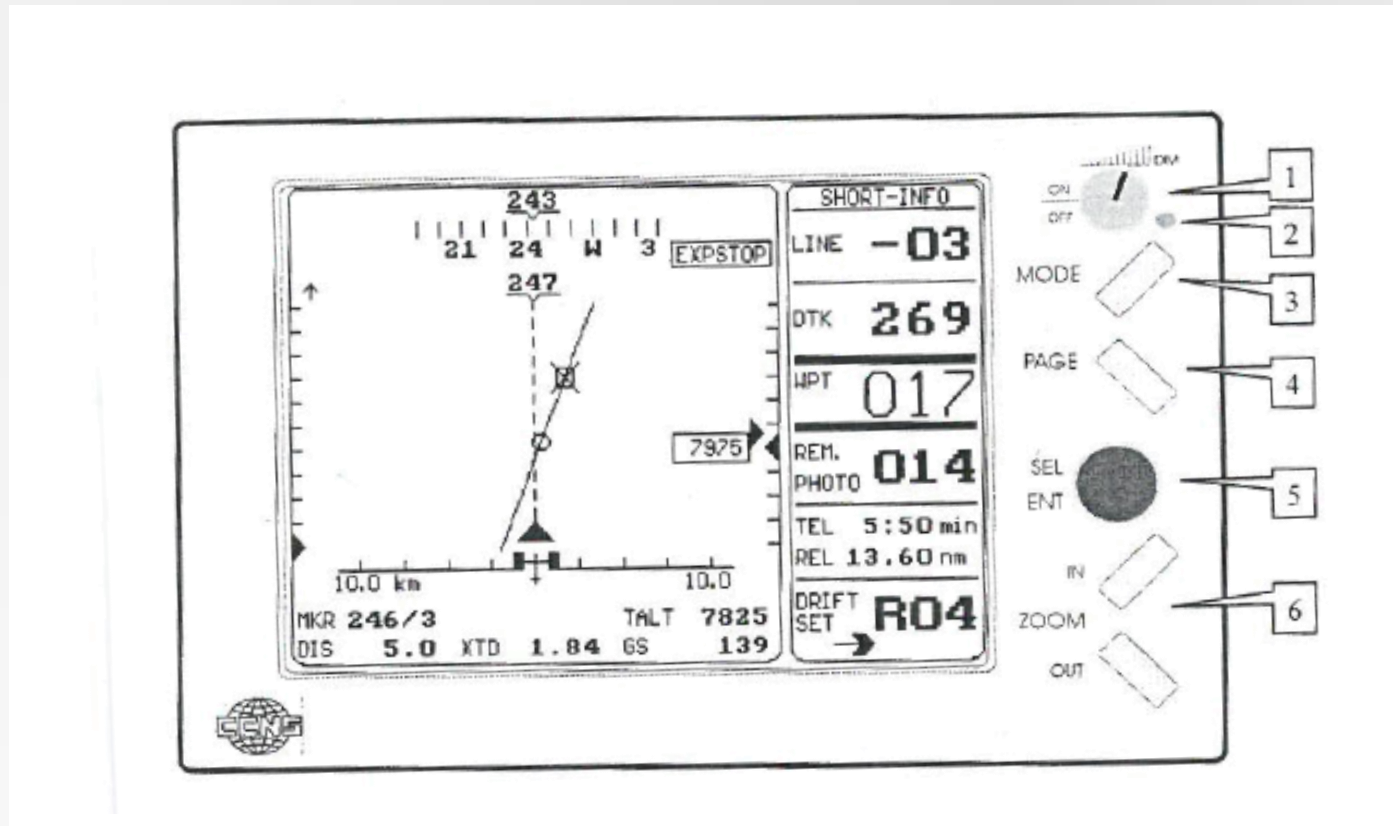 243
21 24 W 3
EXPSTOP
247
7975
10.0 km 10.0
MKR 246/3 TALT 7825
DIS 5.0 XTD 1.84 GS 139
SHORT-INFO
LINE -03
DTK 269
WPT 017
REM. PHOTO 014
TEL 5:50 min
REL 13.60 nm
DRIFT SET R04
CCNS
DIM
ON
OFF
MODE
PAGE
SEL
ENT
IN
ZOOM
OUT
1
2
3
4
5
6